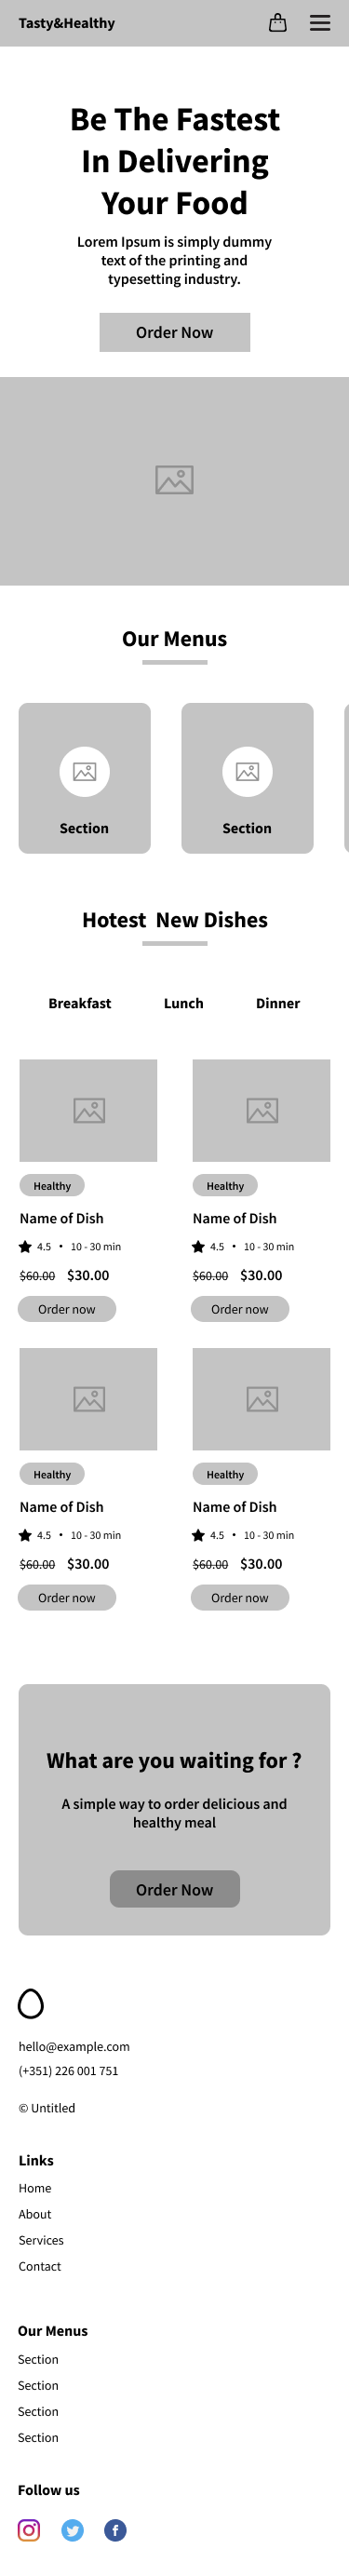 Tasty&Healthy
Be The Fastest
In Delivering
Your Food
Lorem Ipsum is simply dummy
text of the printing and
typesetting industry.
Order Now
Our Menus
Section
Section
Hotest New Dishes
Breakfast Lunch Dinner
Healthy
Name of Dish
4.5 • 10 - 30 min
$60.00 $30.00
Order now
Healthy
Name of Dish
4.5 • 10 - 30 min
$60.00 $30.00
Order now
Healthy
Name of Dish
4.5 • 10 - 30 min
$60.00 $30.00
Order now
Healthy
Name of Dish
4.5 • 10 - 30 min
$60.00 $30.00
Order now
What are you waiting for ?
A simple way to order delicious and
healthy meal
Order Now
hello@example.com
(+351) 226 001 751
© Untitled
Links
Home
About
Services
Contact
Our Menus
Section
Section
Section
Section
Follow us